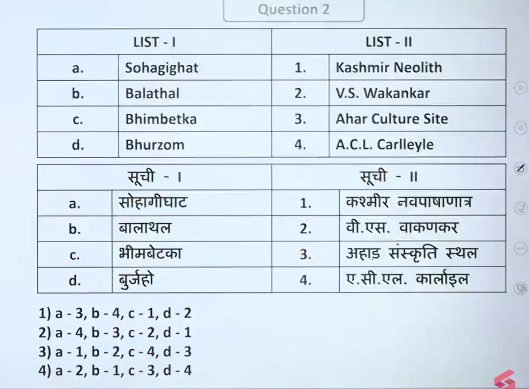 Question 2
LIST - I LIST - II
a. Sohagighat 1. Kashmir Neolith
b. Balathal 2. V.S. Wakankar
c. Bhimbetka 3. Ahar Culture Site
d. Bhurzom 4. A.C.L. Carlleyle
सूची - I सूची - II
a. सोहागीघाट 1. कश्मीर नवपाषाणात्र
b. बालाथल 2. वी.एस. वाकणकर
c. भीमबेटका 3. अहाड संस्कृति स्थल
d. बुर्जहो 4. ए.सी.एल. कार्लाइल
1) a - 3, b - 4, c - 1, d - 2
2) a - 4, b - 3, c - 2, d - 1
3) a - 1, b - 2, c - 4, d - 3
4) a - 2, b - 1, c - 3, d - 4